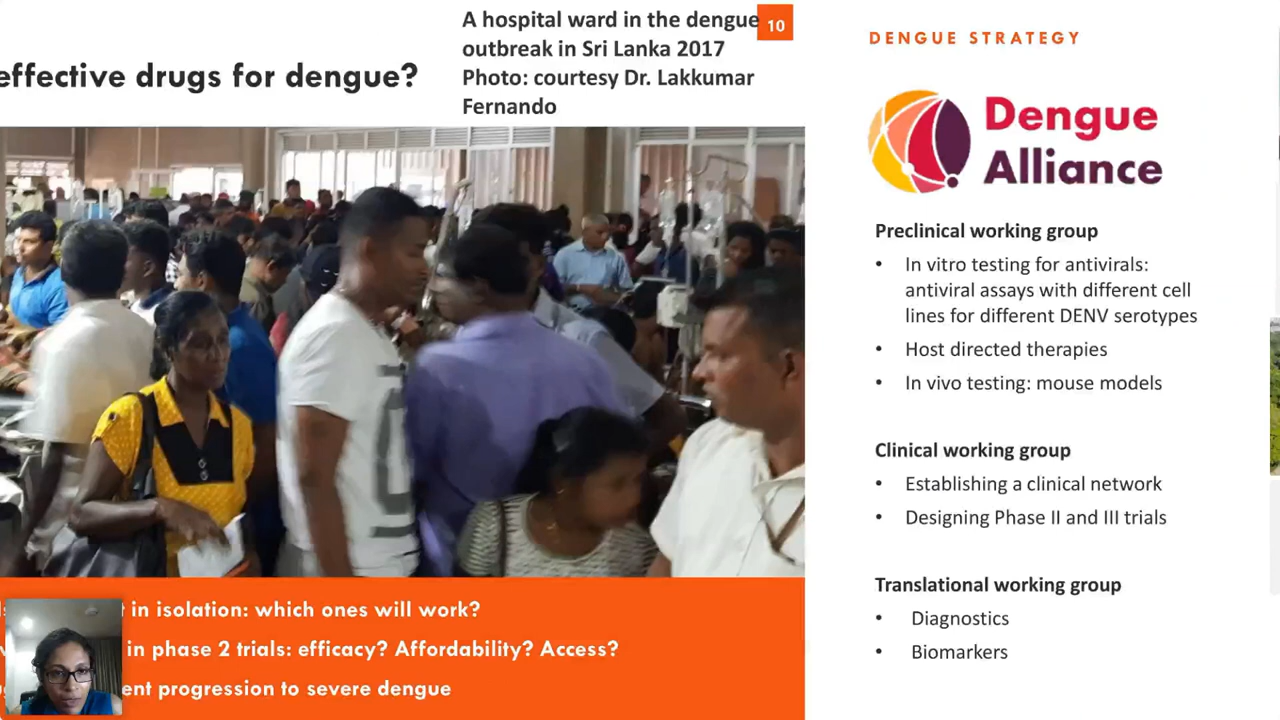 effective drugs for dengue?
A hospital ward in the dengue
outbreak in Sri Lanka 2017
Photo: courtesy Dr. Lakkumar
Fernando
10
in isolation: which ones will work?
in phase 2 trials: efficacy? Affordability? Access?
progression to severe dengue
DENGUE STRATEGY
Dengue
Alliance
Preclinical working group
• In vitro testing for antivirals:
antiviral assays with different cell
lines for different DENV serotypes
• Host directed therapies
• In vivo testing: mouse models
Clinical working group
• Establishing a clinical network
• Designing Phase II and III trials
Translational working group
• Diagnostics
• Biomarkers